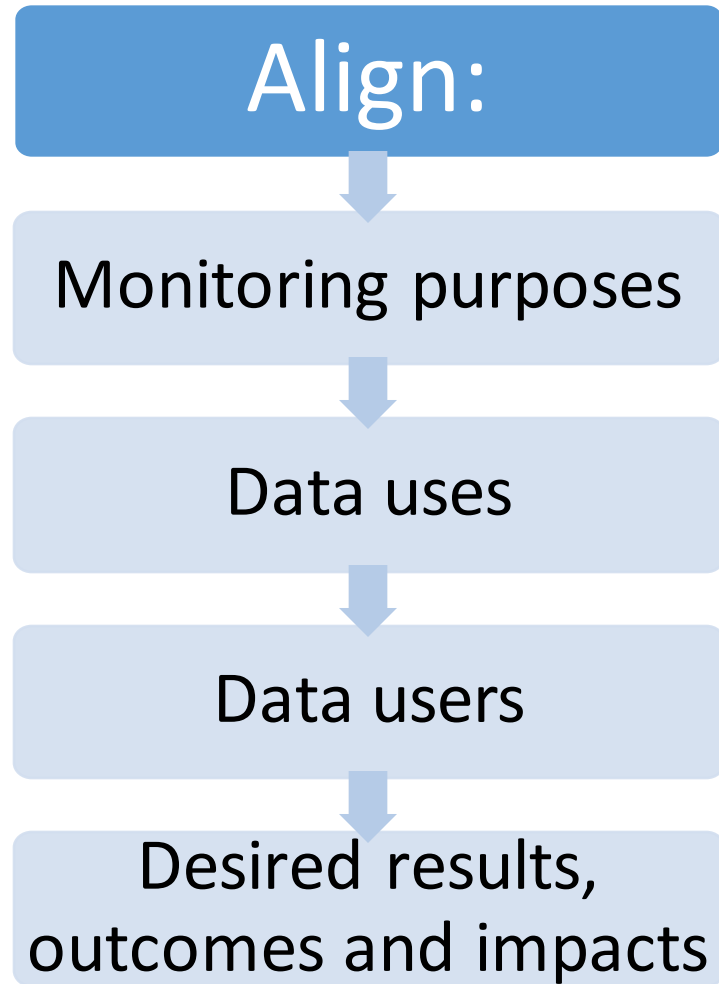 Align:
Monitoring purposes
Data uses
Data users
Desired results,
outcomes and impacts